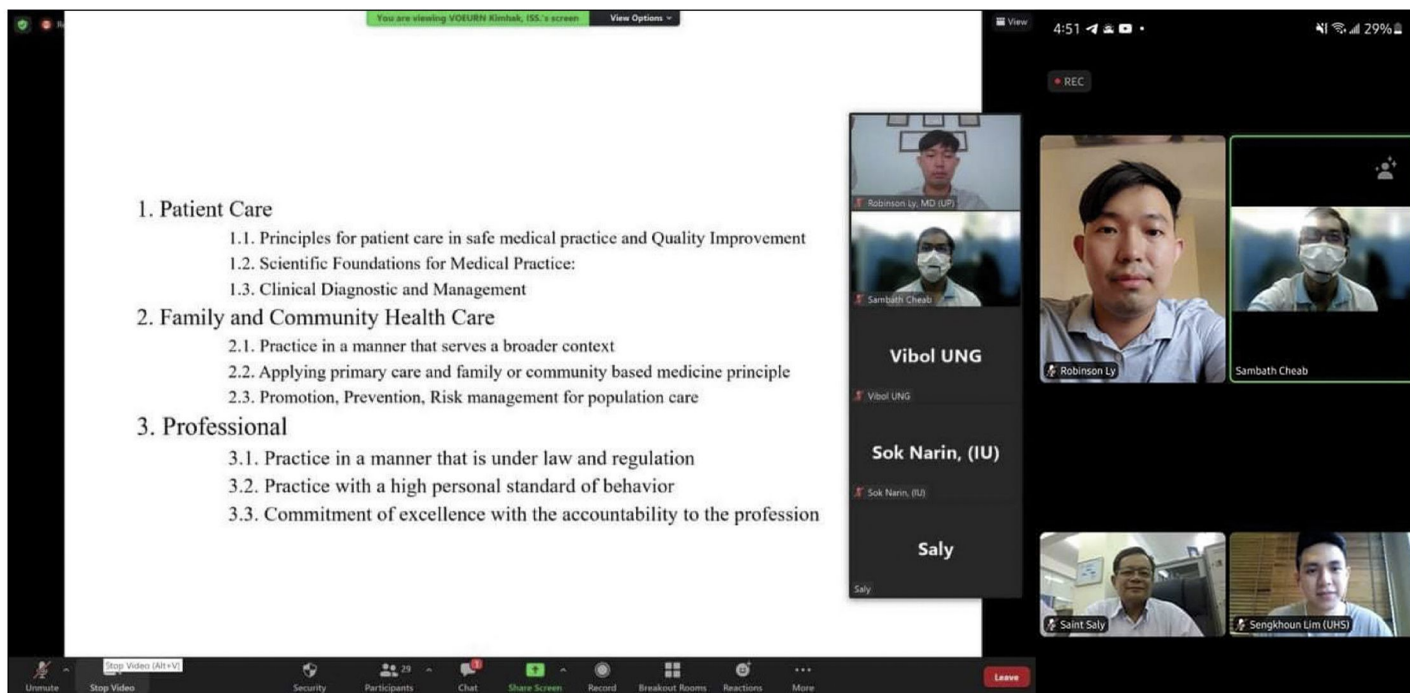 You are viewing VOEURN Kimhak, ISS.'s screen
View Options
View
1. Patient Care
1.1. Principles for patient care in safe medical practice and Quality Improvement
1.2. Scientific Foundations for Medical Practice:
1.3. Clinical Diagnostic and Management
2. Family and Community Health Care
2.1. Practice in a manner that serves a broader context
2.2. Applying primary care and family or community based medicine principle
2.3. Promotion, Prevention, Risk management for population care
3. Professional
3.1. Practice in a manner that is under law and regulation
3.2. Practice with a high personal standard of behavior
3.3. Commitment of excellence with the accountability to the profession
Robinson Ly, MD (UP)
Sambath Cheab
Vibol UNG
Vibol UNG
Sok Narin, (IU)
Sok Narin, (IU)
Saly
Saly
Stop Video (Alt+V)
Unmute
Stop Video
Security
29
Participants
1
Chat
Share Screen
Record
Breakout Rooms
Reactions
More
Leave
4:51
29%
REC
Robinson Ly
Sambath Cheab
Saint Saly
Sengkhoun Lim (UHS)